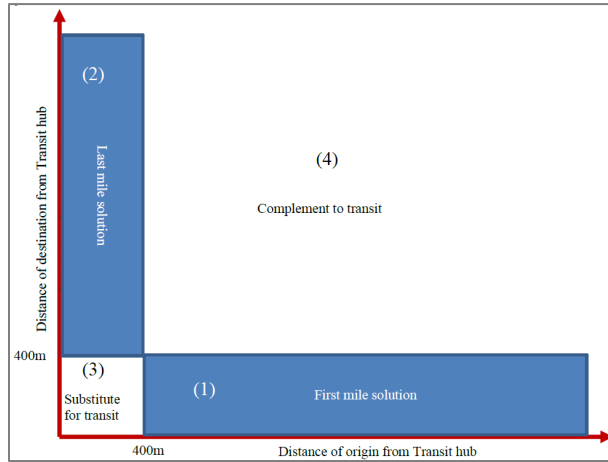 (2)
Distance of destination from Transit hub
Last mile solution
(4)
Complement to transit
400m
(3)
Substitute
for transit
(1)
First mile solution
400m
Distance of origin from Transit hub